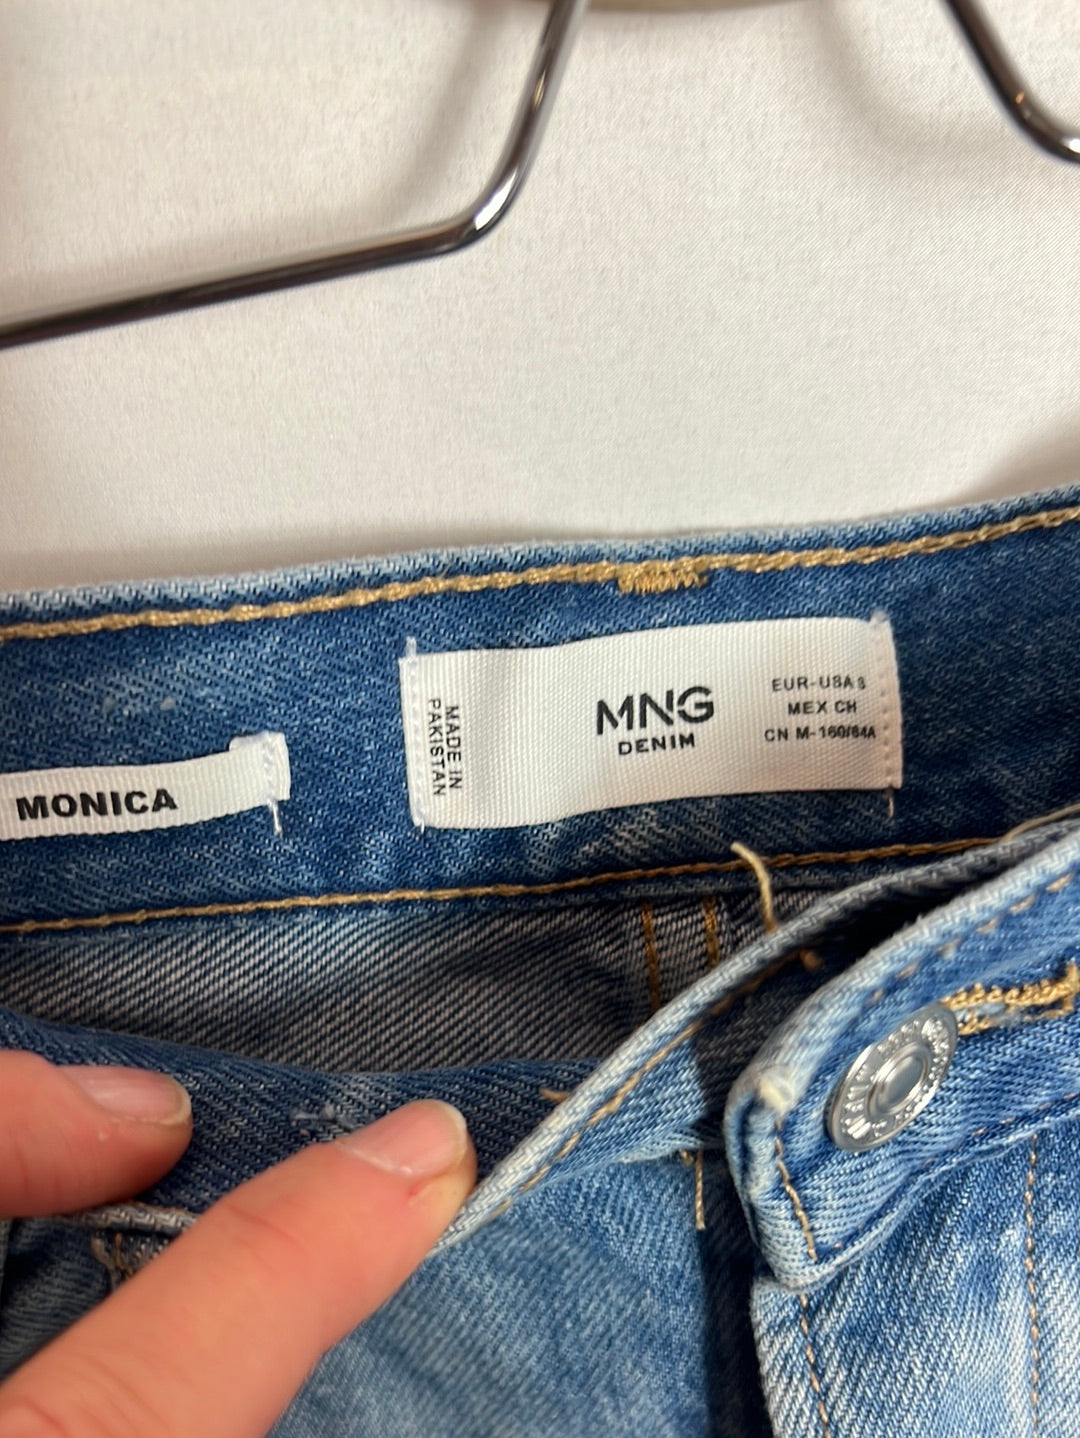 MONICA
MADE IN
PAKISTAN
MNG
DENIM
EUR-USA S
MEX CH
CN M-160/64A